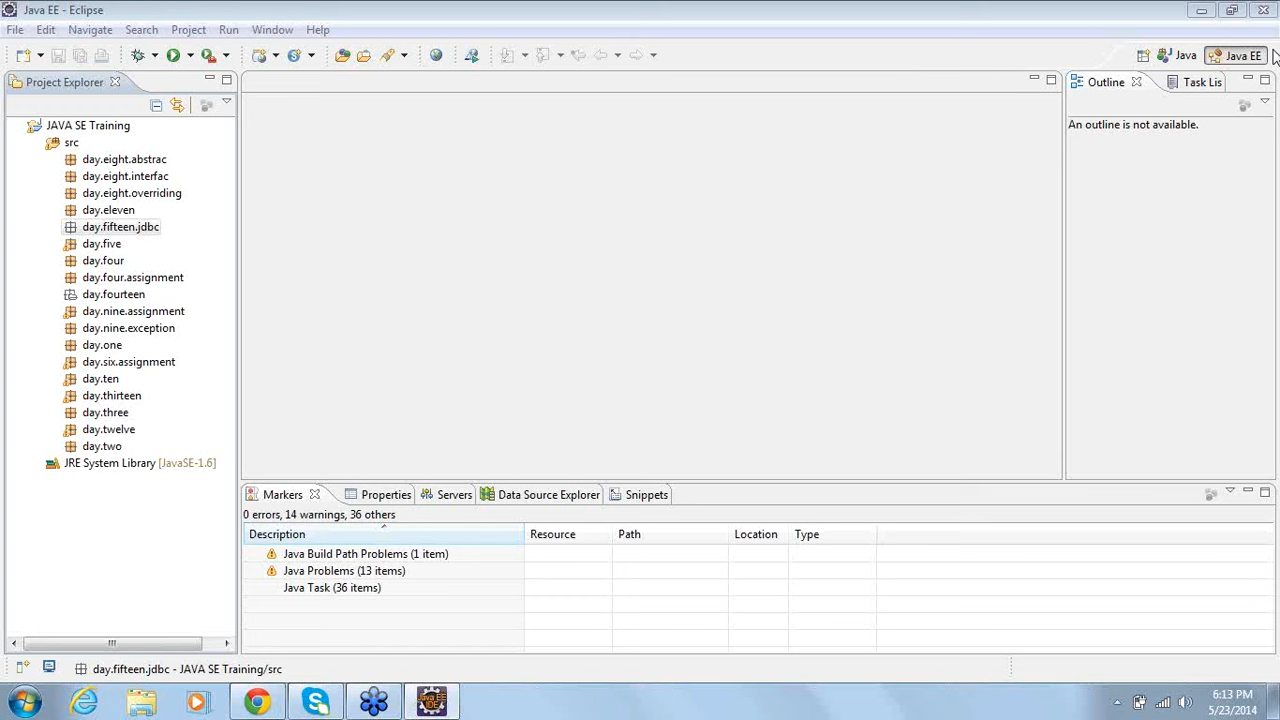 Java EE - Eclipse
File Edit Navigate Search Project Run Window Help
Java Java EE
Project Explorer
Outline Task Lis
JAVA SE Training
An outline is not available.
src
day.eight.abstrac
day.eight.interfac
day.eight.overriding
day.eleven
day.fifteen.jdbc
day.five
day.four
day.four.assignment
day.fourteen
day.nine.assignment
day.nine.exception
day.one
day.six.assignment
day.ten
day.thirteen
day.three
day.twelve
day.two
JRE System Library [JavaSE-1.6]
Markers Properties Servers Data Source Explorer Snippets
0 errors, 14 warnings, 36 others
Description Resource Path Location Type
Java Build Path Problems (1 item)
Java Problems (13 items)
Java Task (36 items)
day.fifteen.jdbc - JAVA SE Training/src
Java EE
IDE
6:13 PM
5/23/2014